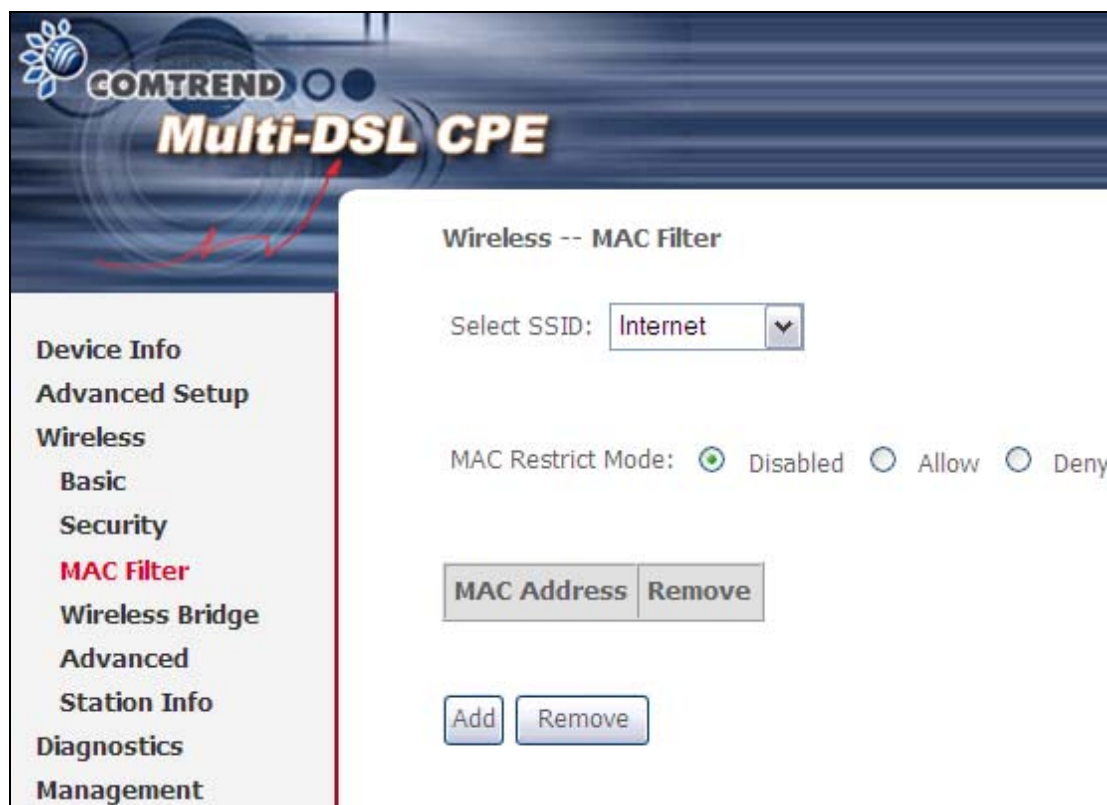 COMTREND
Multi-DSL CPE
Wireless -- MAC Filter
Select SSID: Internet
MAC Restrict Mode: Disabled Allow Deny
MAC Address Remove
Add Remove
Device Info
Advanced Setup
Wireless
Basic
Security
MAC Filter
Wireless Bridge
Advanced
Station Info
Diagnostics
Management